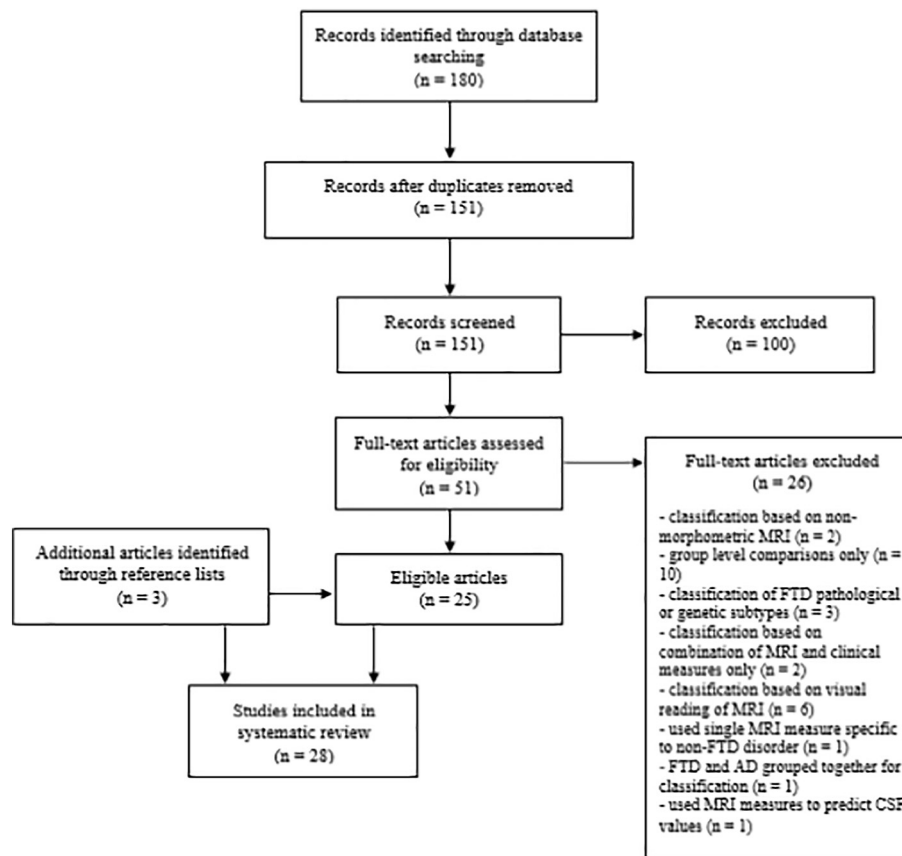 Records identified through database
searching
(n = 180)
Records after duplicates removed
(n = 151)
Records screened
(n = 151)
Records excluded
(n = 100)
Full-text articles assessed
for eligibility
(n = 51)
Full-text articles excluded
(n = 26)
- classification based on non-
morphometric MRI (n = 2)
- group level comparisons only (n =
10)
- classification of FTD pathological
or genetic subtypes (n = 3)
- classification based on
combination of MRI and clinical
measures only (n = 2)
- classification based on visual
reading of MRI (n = 6)
- used single MRI measure specific
to non-FTD disorder (n = 1)
- FTD and AD grouped together for
classification (n = 1)
- used MRI measures to predict CSF
values (n = 1)
Additional articles identified
through reference lists
(n = 3)
Eligible articles
(n = 25)
Studies included in
systematic review
(n = 28)